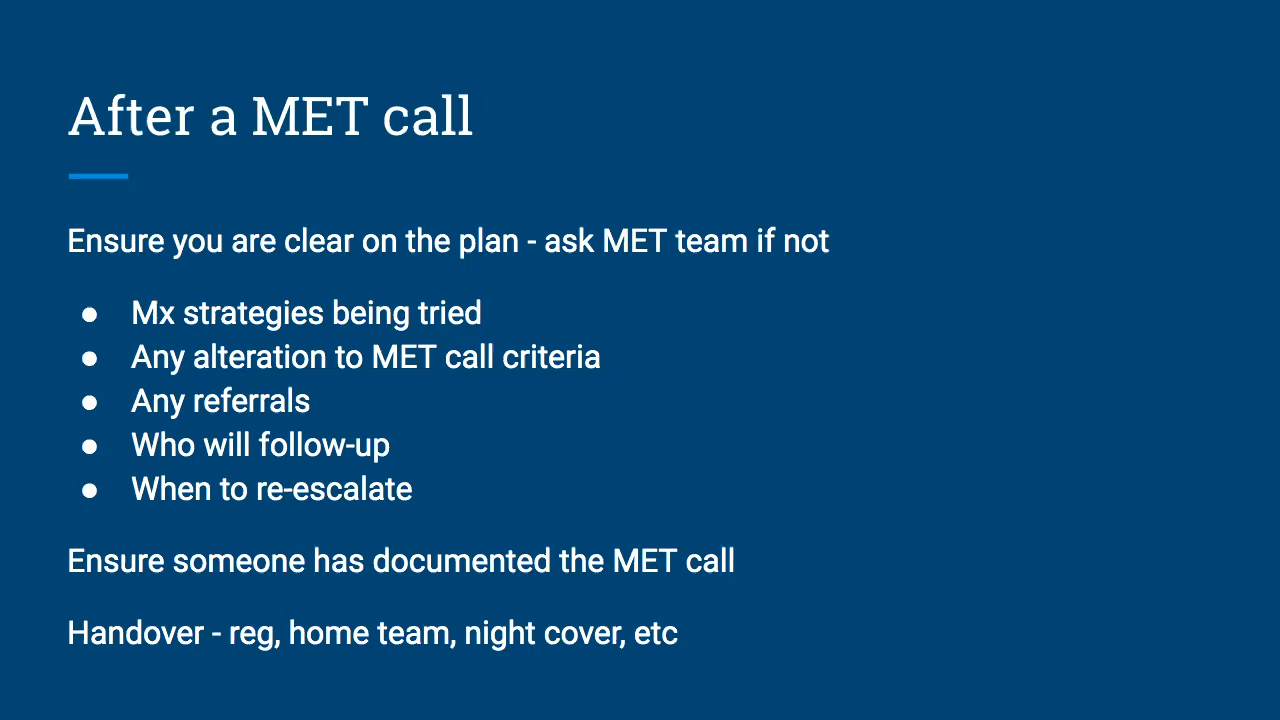 After a MET call
Ensure you are clear on the plan - ask MET team if not
● Mx strategies being tried
● Any alteration to MET call criteria
● Any referrals
● Who will follow-up
● When to re-escalate
Ensure someone has documented the MET call
Handover - reg, home team, night cover, etc